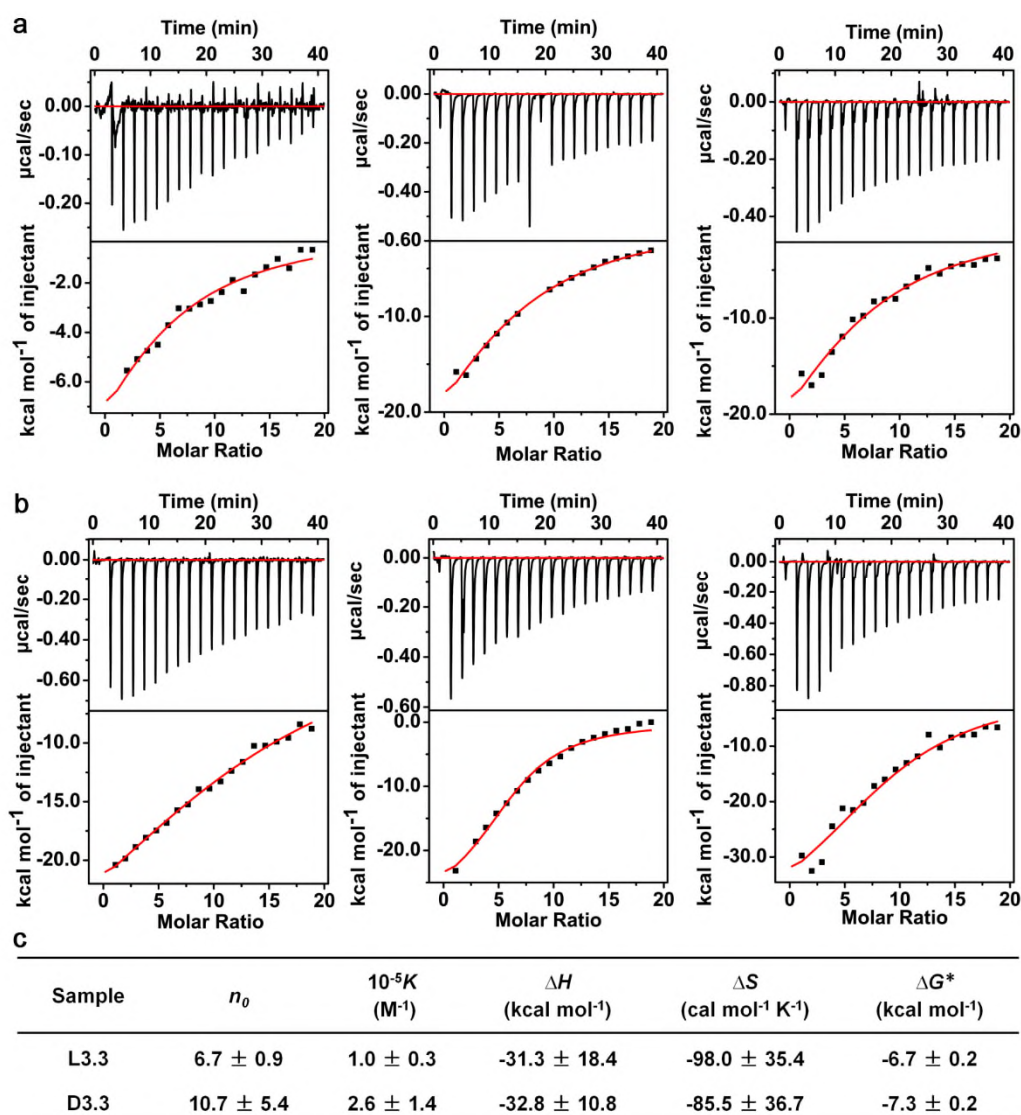 a
Time (min)
0 10 20 30 40
0.00
-0.10
-0.20
µcal/sec
-2.0
-4.0
-6.0
kcal mol⁻¹ of injectant
0 5 10 15 20
Molar Ratio
Time (min)
0 10 20 30 40
0.00
-0.20
-0.40
-0.60
µcal/sec
-10.0
-20.0
kcal mol⁻¹ of injectant
0 5 10 15 20
Molar Ratio
Time (min)
0 10 20 30 40
0.00
-0.20
-0.40
µcal/sec
-10.0
-20.0
kcal mol⁻¹ of injectant
0 5 10 15 20
Molar Ratio
b
Time (min)
0 10 20 30 40
0.00
-0.20
-0.40
-0.60
µcal/sec
-10.0
-15.0
-20.0
kcal mol⁻¹ of injectant
0 5 10 15 20
Molar Ratio
Time (min)
0 10 20 30 40
0.00
-0.20
-0.40
-0.60
µcal/sec
0.0
-10.0
-20.0
kcal mol⁻¹ of injectant
0 5 10 15 20
Molar Ratio
Time (min)
0 10 20 30 40
0.00
-0.20
-0.40
-0.60
-0.80
µcal/sec
-10.0
-20.0
-30.0
kcal mol⁻¹ of injectant
0 5 10 15 20
Molar Ratio
c
Sample n₀ 10⁻⁵K (M⁻¹) ΔH (kcal mol⁻¹) ΔS (cal mol⁻¹ K⁻¹) ΔG* (kcal mol⁻¹)
L3.3 6.7 ± 0.9 1.0 ± 0.3 -31.3 ± 18.4 -98.0 ± 35.4 -6.7 ± 0.2
D3.3 10.7 ± 5.4 2.6 ± 1.4 -32.8 ± 10.8 -85.5 ± 36.7 -7.3 ± 0.2